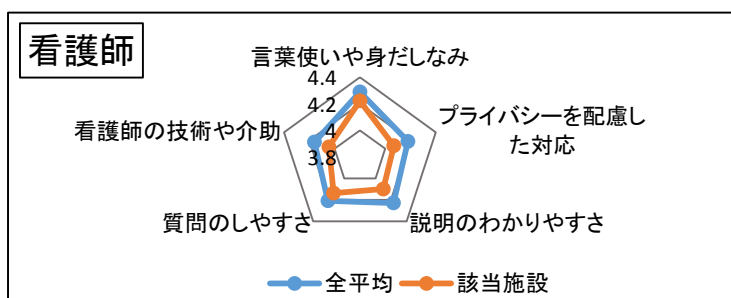 看護師
言葉使いや身だしなみ
4.4
4.2
4
3.8
プライバシーを配慮し
た対応
看護師の技術や介助
質問のしやすさ
説明のわかりやすさ
全平均
該当施設